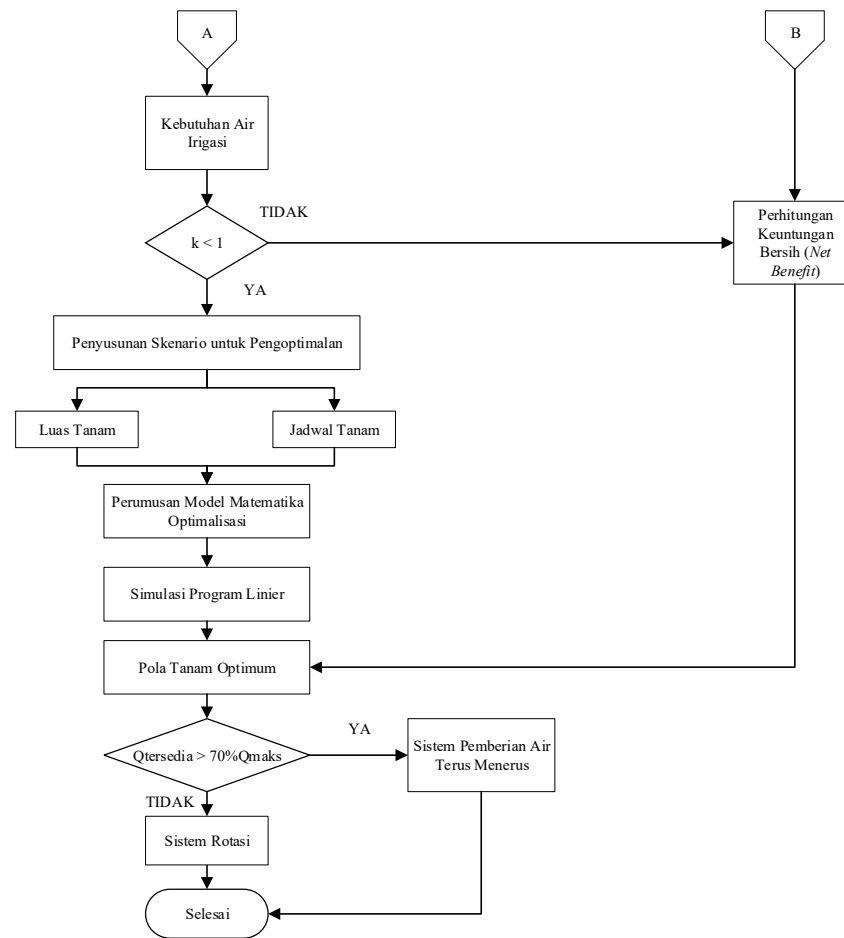 A
B
Kebutuhan Air
Irigasi
TIDAK
k < 1
Perhitungan
Keuntungan
Bersih (Net
Benefit)
YA
Penyusunan Skenario untuk Pengoptimalan
Luas Tanam
Jadwal Tanam
Perumusan Model Matematika
Optimalisasi
Simulasi Program Linier
Pola Tanam Optimum
Qtersedia > 70%Qmaks
YA
Sistem Pemberian Air
Terus Menerus
TIDAK
Sistem Rotasi
Selesai